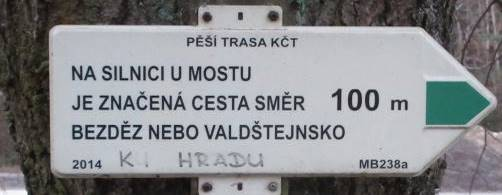 PĚŠÍ TRASA KČT
NA SILNICI U MOSTU
JE ZNAČENÁ CESTA SMĚR 100 m
BEZDĚZ NEBO VALDŠTEJNSKO
2014 K HRADU MB238a